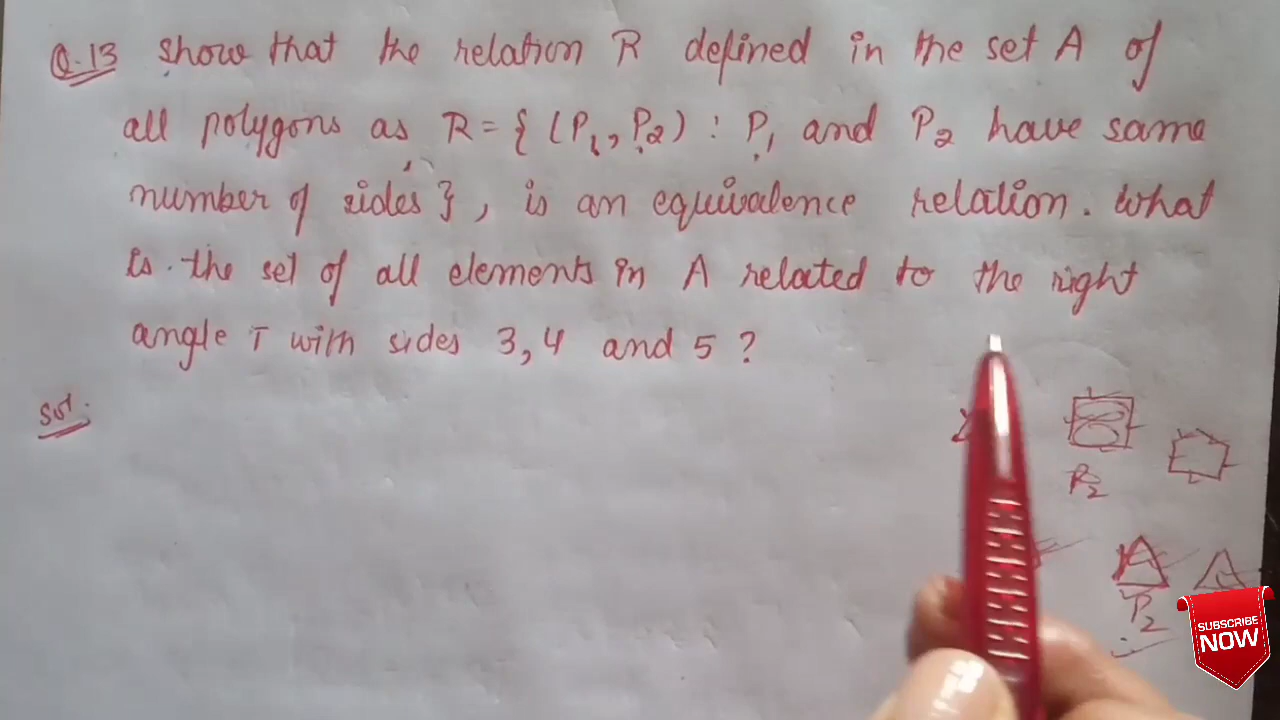 Q.13 Show that the relation R defined in the set A of
all polygons as R = { (P₁, P₂) : P₁ and P₂ have same
number of sides }, is an equivalence relation. What
is the set of all elements in A related to the right
angle T with sides 3, 4 and 5 ?
Sol.
P₂
P₂
SUBSCRIBE
NOW